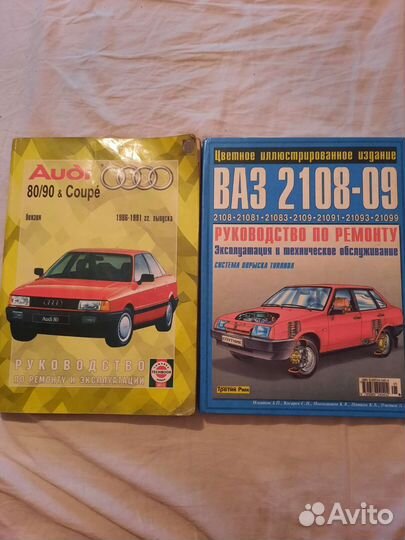 Audi
80/90 & Coupé
бензин
1986-1991 гг. выпуска
Audi 80
РУКОВОДСТВО
ПО РЕМОНТУ И ЭКСПЛУАТАЦИИ
Цветное иллюстрированное издание
ВАЗ 2108-09
2108·21081·21083·2109·21091·21093·21099
РУКОВОДСТВО ПО РЕМОНТУ
Эксплуатация и техническое обслуживание
СИСТЕМА ВПРЫСКА ТОПЛИВА
СПУТНИК
Третий Рим
Avito